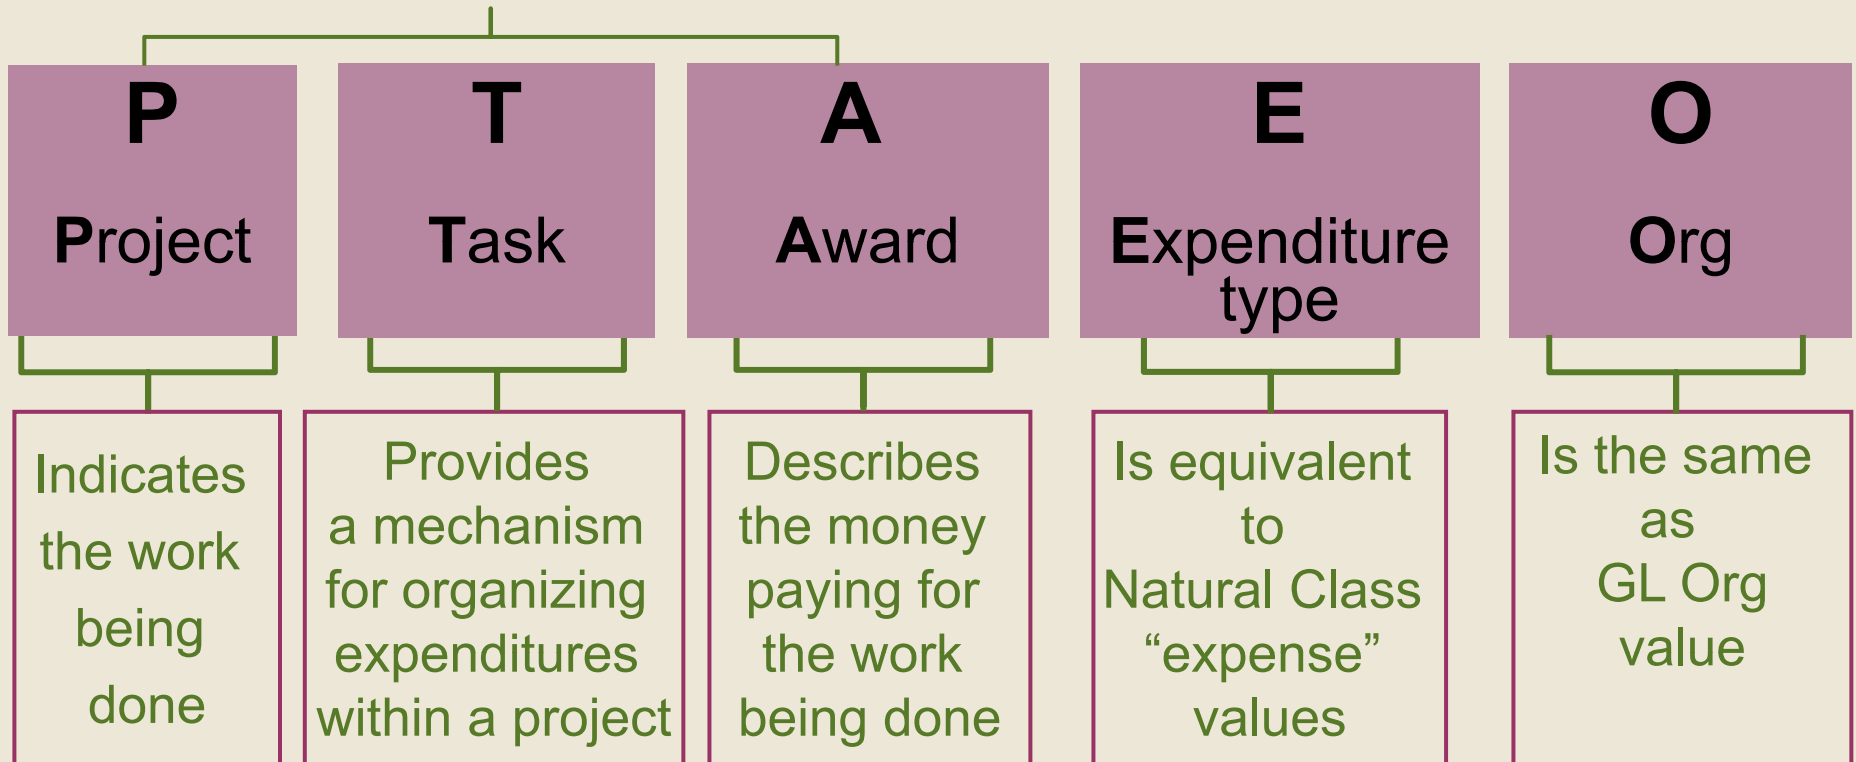 P
Project
Indicates
the work
being
done
T
Task
Provides
a mechanism
for organizing
expenditures
within a project
A
Award
Describes
the money
paying for
the work
being done
E
Expenditure
type
Is equivalent
to
Natural Class
“expense”
values
O
Org
Is the same
as
GL Org
value